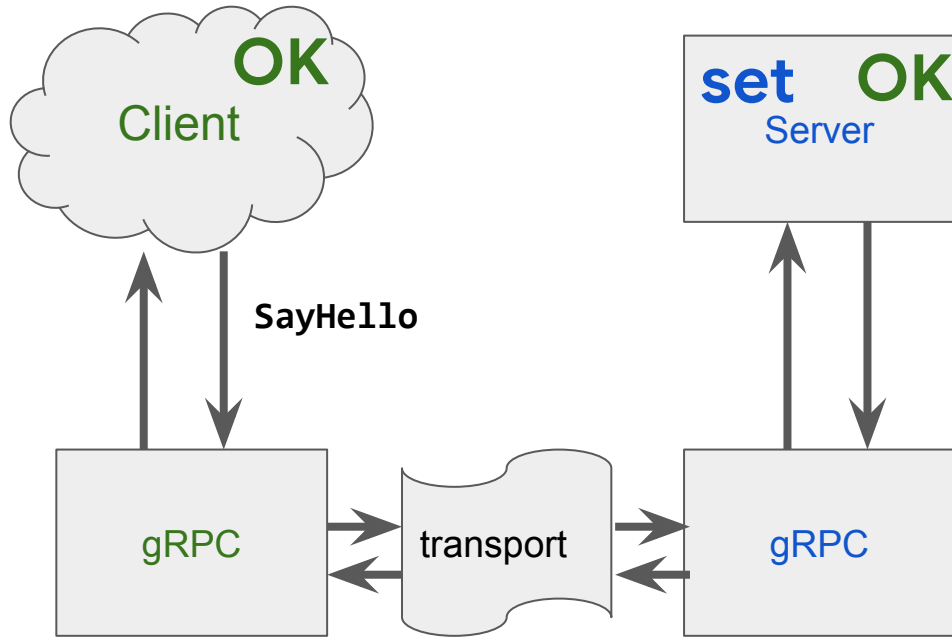 OK
Client
set OK
Server
SayHello
gRPC
transport
gRPC